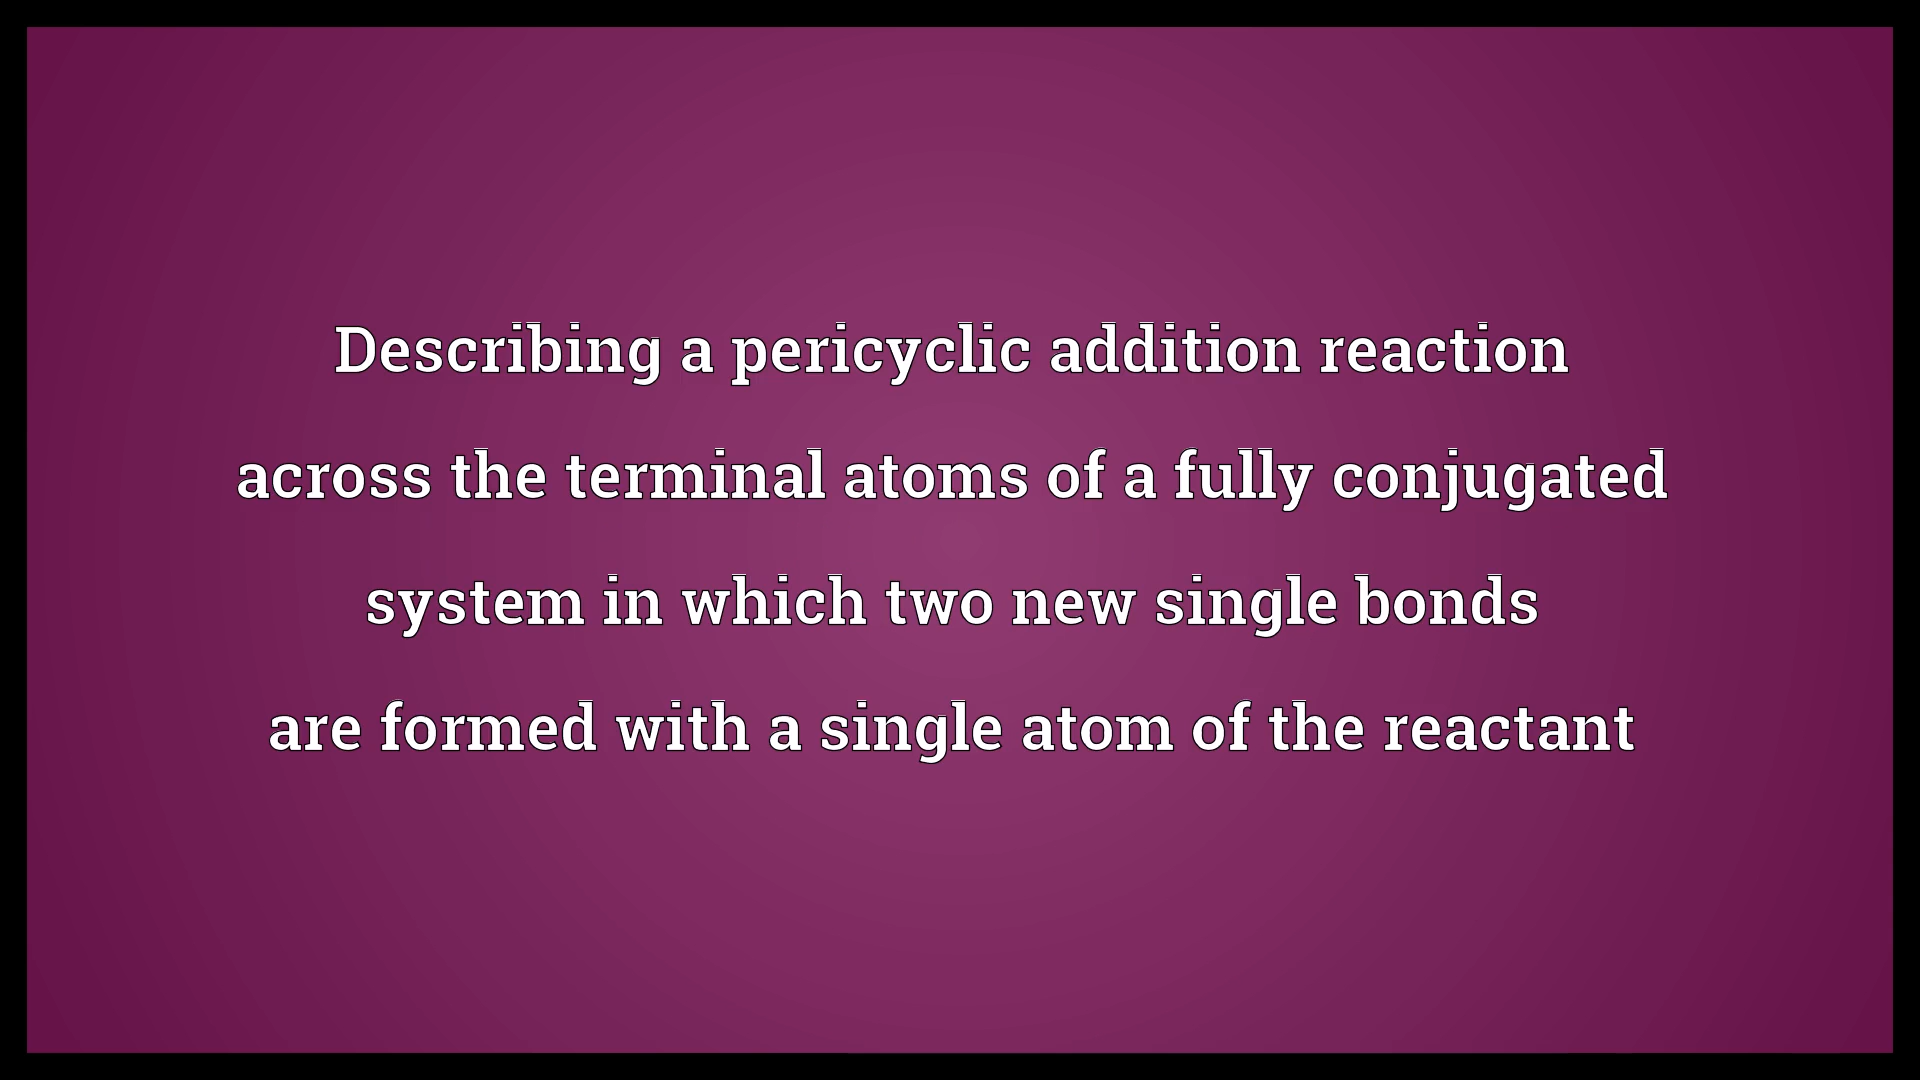 Describing a pericyclic addition reaction
across the terminal atoms of a fully conjugated
system in which two new single bonds
are formed with a single atom of the reactant